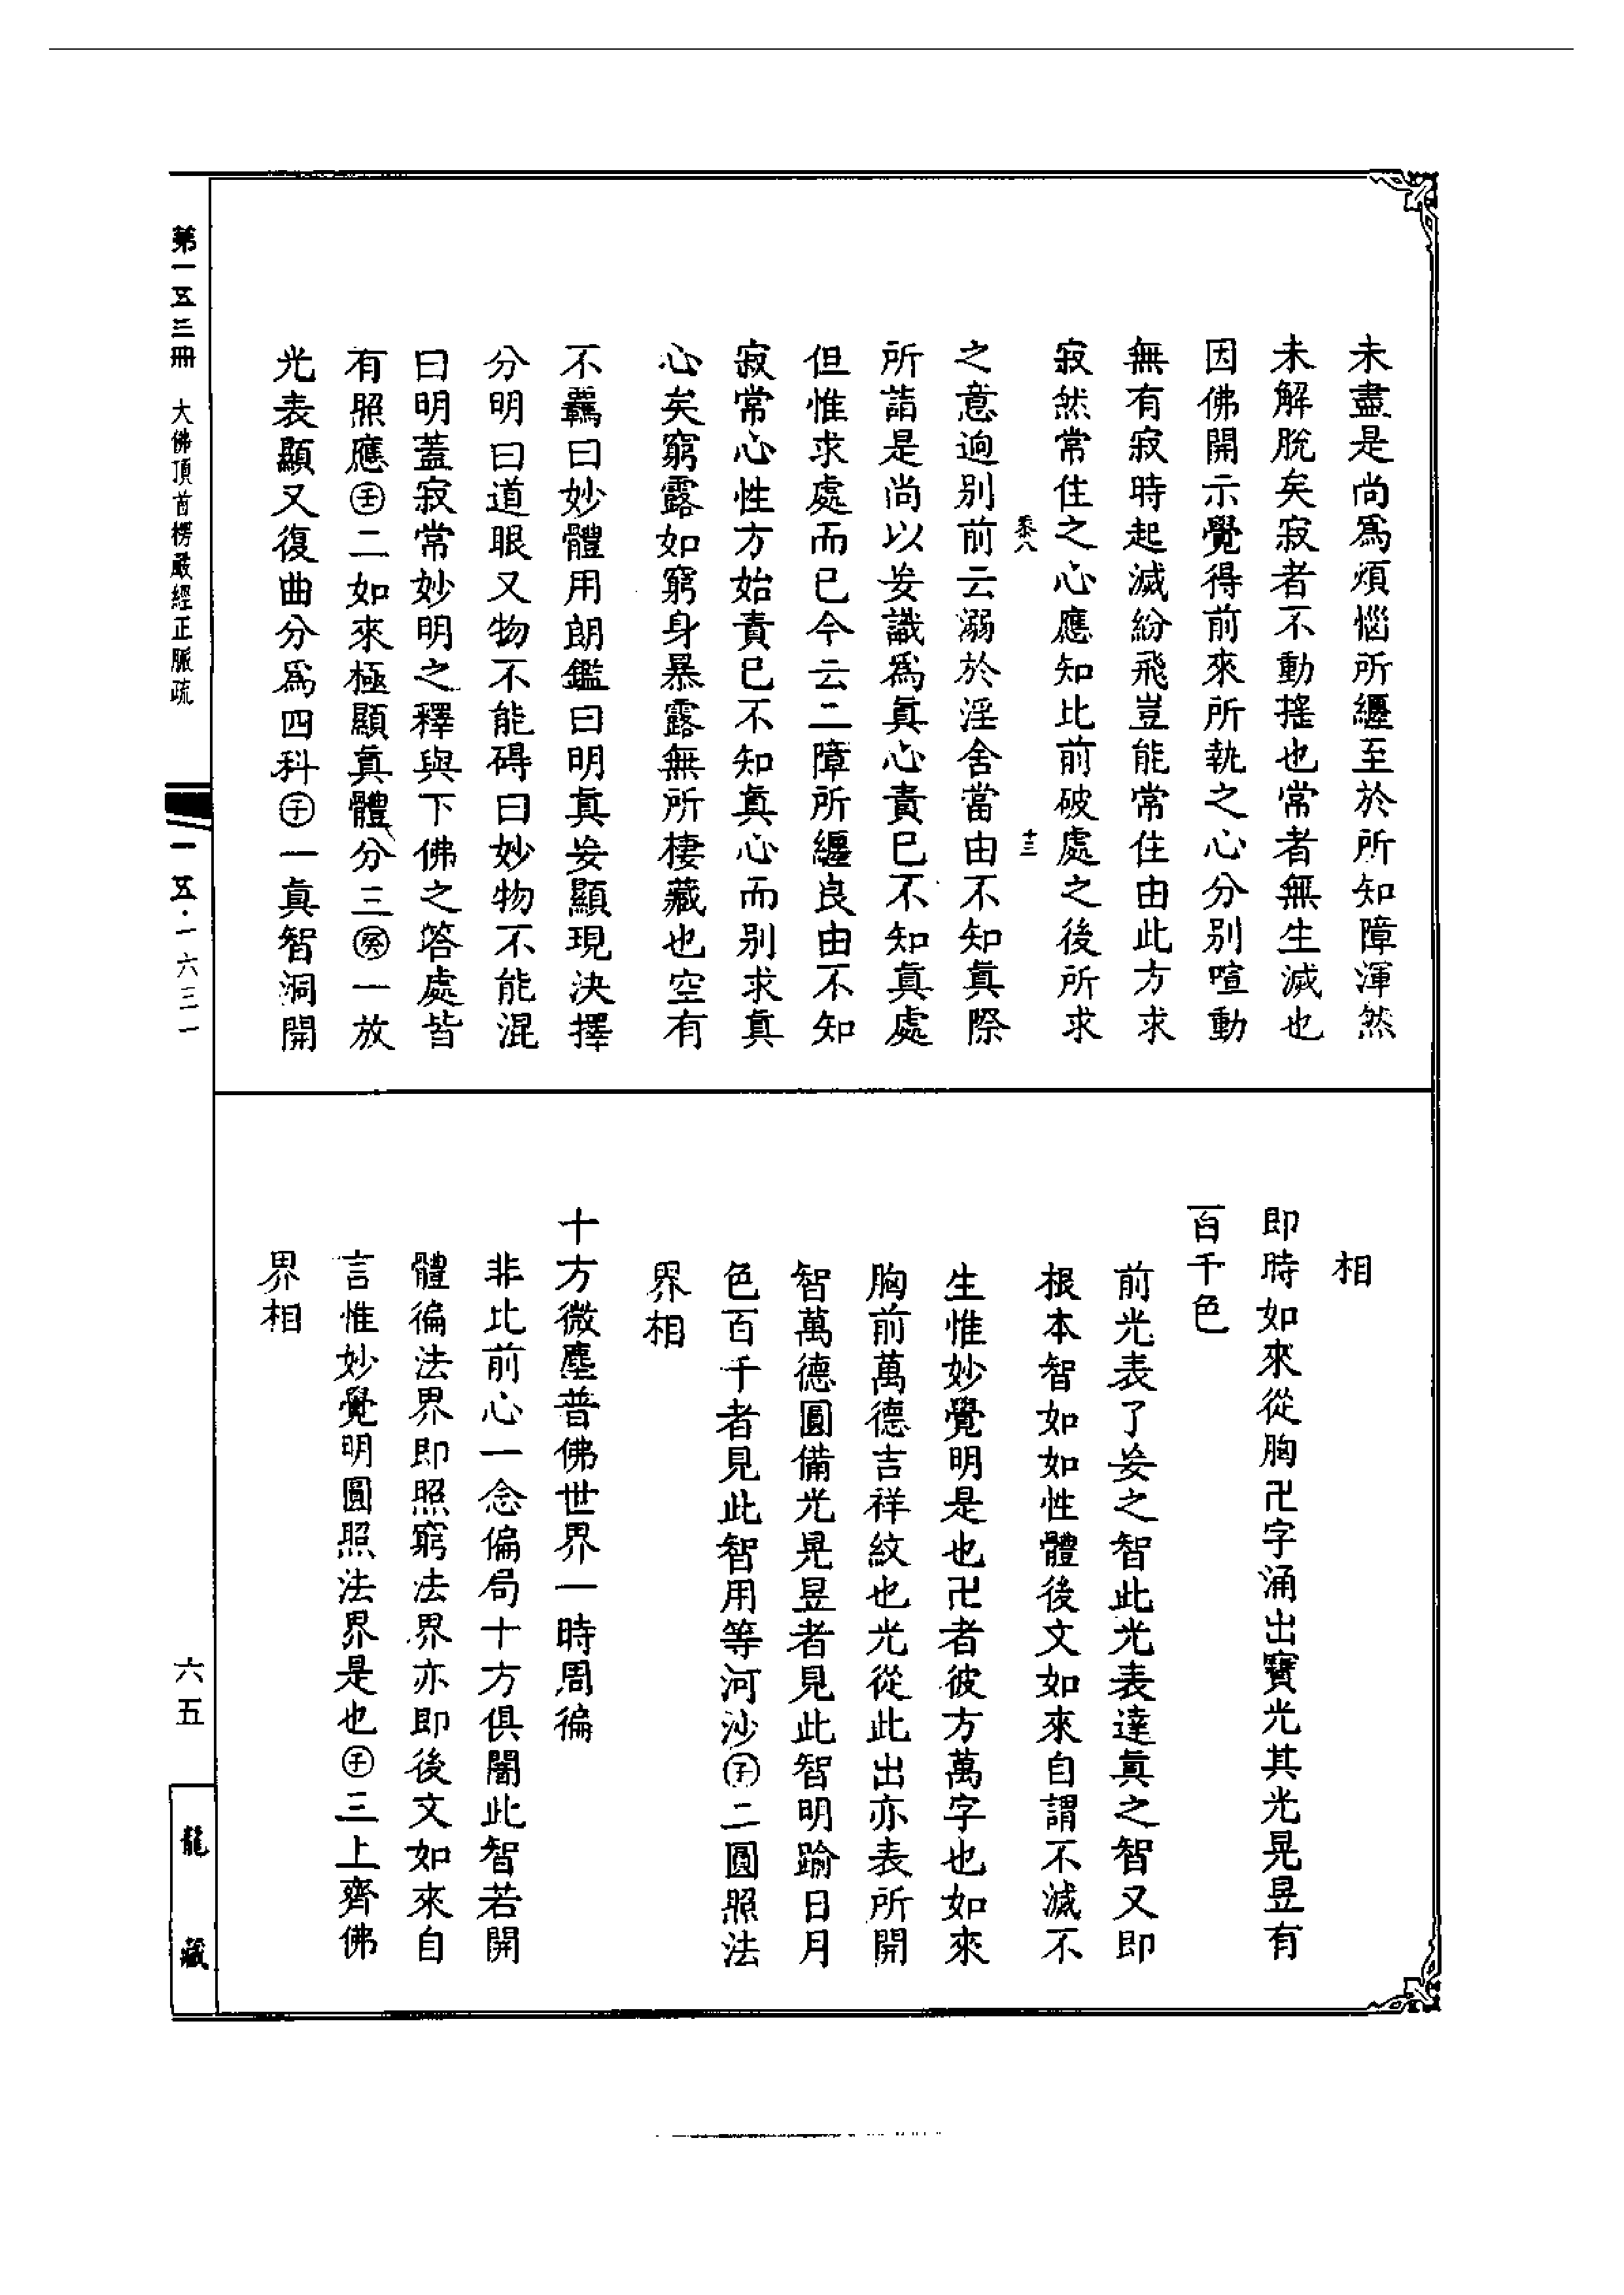 未盡是尚爲煩惱所纏至於所知障渾然
未解脫矣寂者不動搖也常者無生滅也
因佛開示覺得前來所執之心分別喧動
無有寂時起滅紛飛豈能常住由此方求
寂然常住之心應知比前破處之後所求
黍八 十三
之意逈別前云溺於淫舍當由不知真際
所詣是尚以妄識爲真心責巳不知真處
但惟求處而已今云二障所纏良由不知
寂常心性方始責巳不知真心而別求真
心矣窮露如窮身暴露無所棲藏也空有
不羈曰妙體用朗鑑曰明真妄顯現決擇
分明曰道眼又物不能碍曰妙物不能混
曰明蓋寂常妙明之釋與下佛之答處皆
有照應㊂二如來極顯真體分三㊂一放
光表顯又復曲分爲四科㊂一真智洞開
相
即時如來從胸卍字涌出寶光其光晃昱有
百千色
前光表了妄之智此光表達真之智又即
根本智如如性體後文如來自謂不滅不
生惟妙覺明是也卍者彼方萬字也如來
胸前萬德吉祥紋也光從此出亦表所開
智萬德圓備光晃昱者見此智明踰日月
色百千者見此智用等河沙子二圓照法
界相
十方微塵普佛世界一時周徧
非比前心一念偏局十方俱闇此智若開
體徧法界即照窮法界亦即後文如來自
言惟妙覺明圓照法界是也子三上齊佛
界相
第一五三冊 大佛頂首楞嚴經正脈疏
一五·一六三一
六五
龍藏